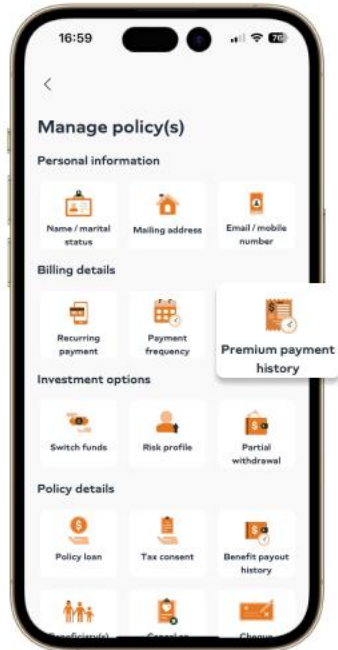 16:59
76
Manage policy(s)
Personal information
Name / marital
status
Mailing address
Email / mobile
number
Billing details
Recurring
payment
Payment
frequency
Premium payment
history
Investment options
Switch funds
Risk profile
Partial
withdrawal
Policy details
Policy loan
Tax consent
Benefit payout
history
Beneficiary(s)
Cheque